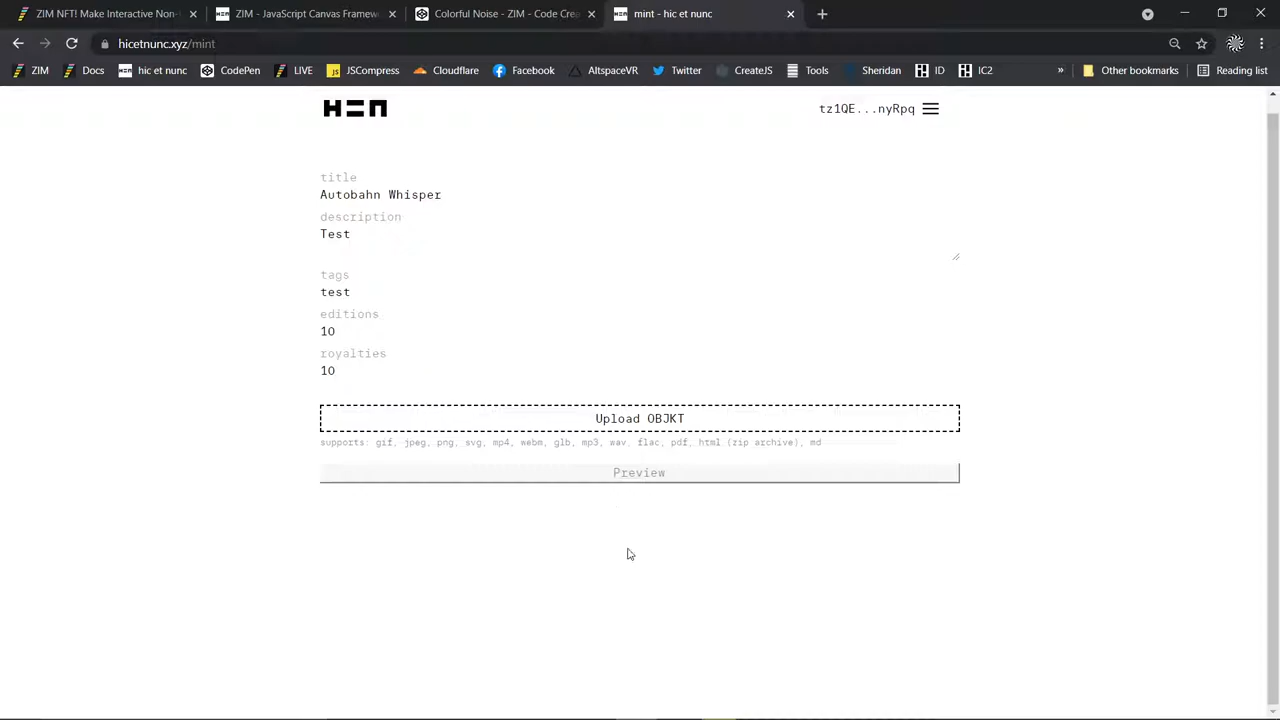 ZIM NFT! Make Interactive Non-
ZIM - JavaScript Canvas Framew
Colorful Noise - ZIM - Code Crea
mint - hic et nunc
hicetnunc.xyz/mint
ZIM
Docs
hic et nunc
CodePen
LIVE
JS
JSCompress
Cloudflare
Facebook
AltspaceVR
Twitter
CreateJS
Tools
Sheridan
ID
IC2
»
Other bookmarks
Reading list
H=N
tz1QE...nyRpq
title
Autobahn Whisper
description
Test
tags
test
editions
10
royalties
10
Upload OBJKT
supports: gif, jpeg, png, svg, mp4, webm, glb, mp3, wav, flac, pdf, html (zip archive), md
Preview